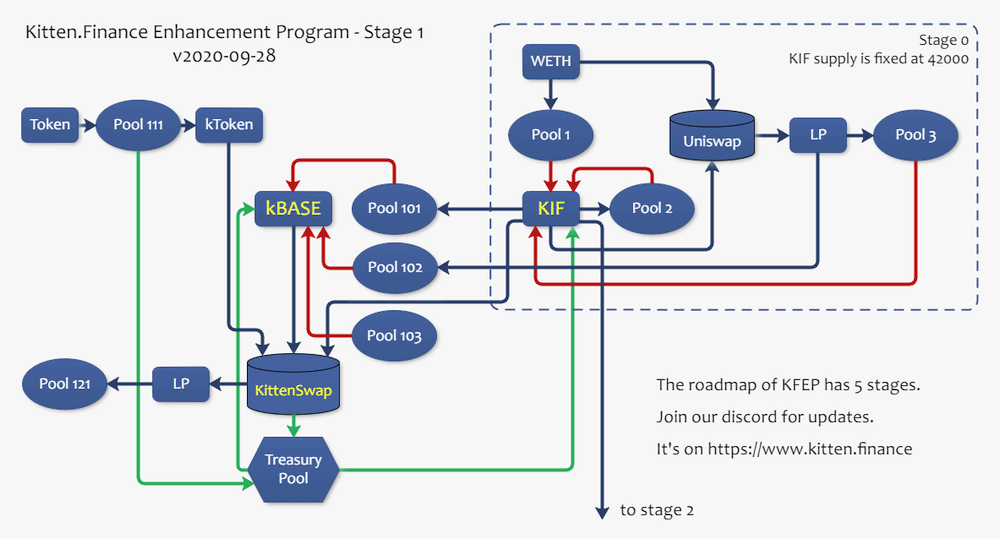 Kitten.Finance Enhancement Program - Stage 1
v2020-09-28
Stage 0
KIF supply is fixed at 42000
WETH
Token
Pool 111
kToken
Pool 1
Uniswap
LP
Pool 3
kBASE
Pool 101
KIF
Pool 2
Pool 102
Pool 103
Pool 121
LP
KittenSwap
The roadmap of KFEP has 5 stages.
Join our discord for updates.
It's on https://www.kitten.finance
Treasury
Pool
to stage 2